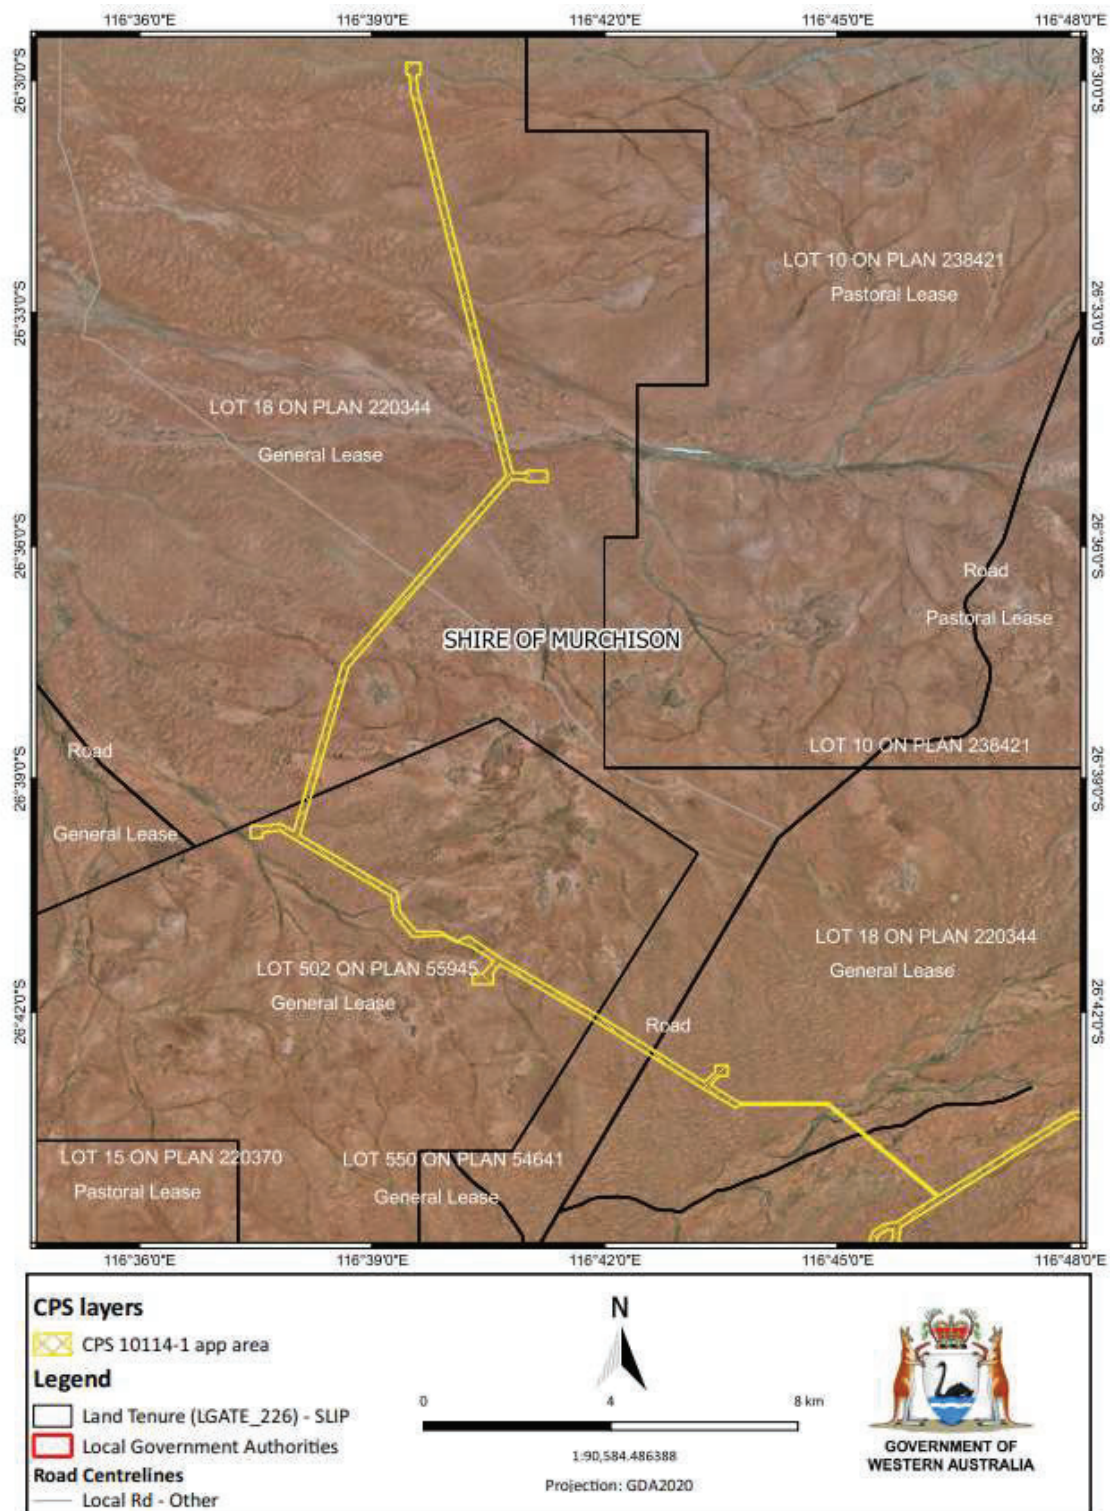 116°36'0"E
116°39'0"E
116°42'0"E
116°45'0"E
116°48'0"E
26°30'0"S
26°30'0"S
LOT 10 ON PLAN 238421
Pastoral Lease
26°33'0"S
26°33'0"S
LOT 18 ON PLAN 220344
General Lease
26°36'0"S
26°36'0"S
Road
Pastoral Lease
SHIRE OF MURCHISON
Road
LOT 10 ON PLAN 238421
26°39'0"S
26°39'0"S
General Lease
LOT 18 ON PLAN 220344
General Lease
LOT 502 ON PLAN 55945
General Lease
26°42'0"S
26°42'0"S
Road
LOT 15 ON PLAN 220370
Pastoral Lease
LOT 550 ON PLAN 54641
General Lease
116°36'0"E
116°39'0"E
116°42'0"E
116°45'0"E
116°48'0"E
CPS layers
CPS 10114-1 app area
Legend
Land Tenure (LGATE_226) - SLIP
Local Government Authorities
Road Centrelines
Local Rd - Other
N
0
4
8 km
1:90,584.486388
Projection: GDA2020
GOVERNMENT OF
WESTERN AUSTRALIA